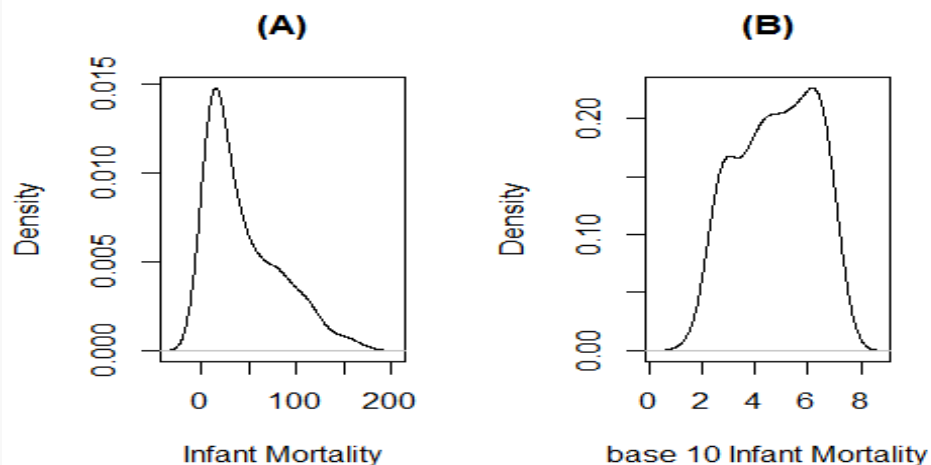 (A)
Density
0.000 0.005 0.010 0.015
0 100 200
Infant Mortality
(B)
Density
0.00 0.10 0.20
0 2 4 6 8
base 10 Infant Mortality